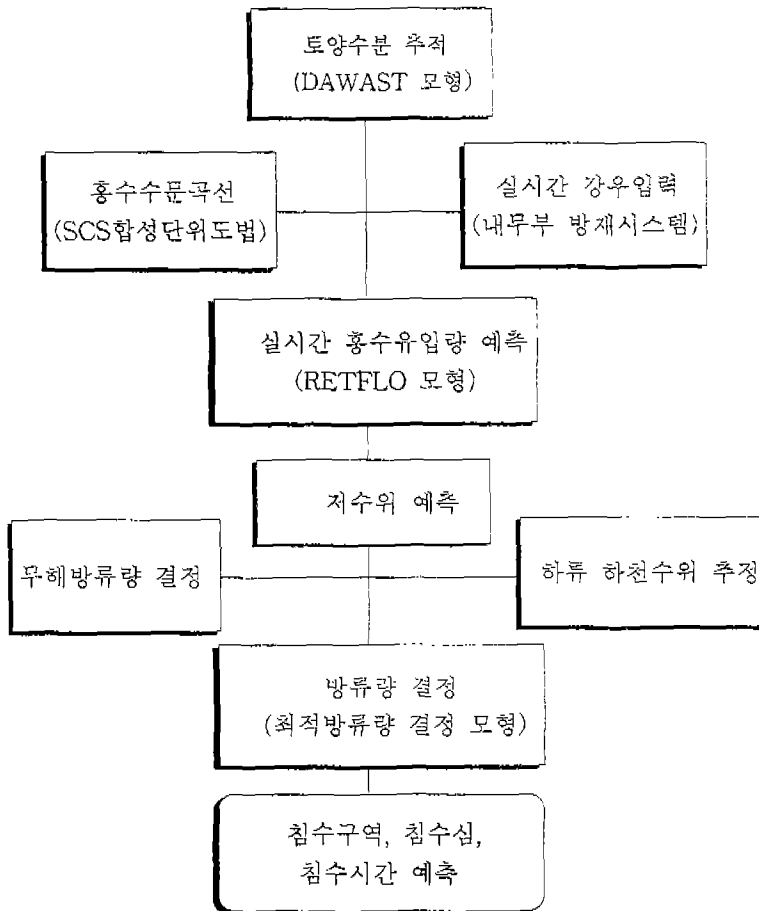 토양수분 추적
(DAWAST 모형)
홍수수문곡선
(SCS합성단위도법)
실시간 강우입력
(내무부 방재시스템)
실시간 홍수유입량 예측
(RETFLO 모형)
저수위 예측
무해방류량 결정
하류 하천수위 추정
방류량 결정
(최적방류량 결정 모형)
침수구역, 침수심,
침수시간 예측